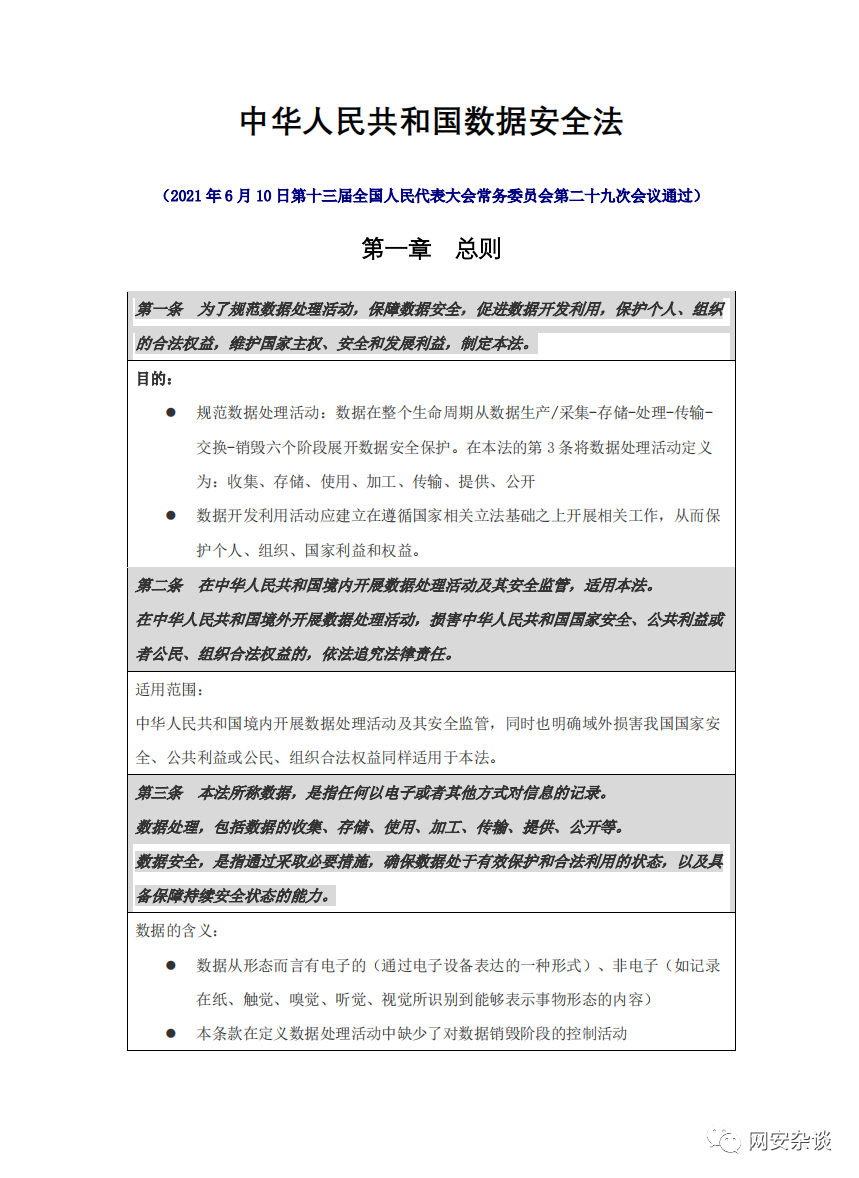 中华人民共和国数据安全法
（2021 年 6 月 10 日第十三届全国人民代表大会常务委员会第二十九次会议通过）
第一章　总则
第一条　为了规范数据处理活动，保障数据安全，促进数据开发利用，保护个人、组织
的合法权益，维护国家主权、安全和发展利益，制定本法。
目的：
● 规范数据处理活动：数据在整个生命周期从数据生产/采集-存储-处理-传输-
交换-销毁六个阶段展开数据安全保护。在本法的第 3 条将数据处理活动定义
为：收集、存储、使用、加工、传输、提供、公开
● 数据开发利用活动应建立在遵循国家相关立法基础之上开展相关工作，从而保
护个人、组织、国家利益和权益。
第二条　在中华人民共和国境内开展数据处理活动及其安全监管，适用本法。
在中华人民共和国境外开展数据处理活动，损害中华人民共和国国家安全、公共利益或
者公民、组织合法权益的，依法追究法律责任。
适用范围：
中华人民共和国境内开展数据处理活动及其安全监管，同时也明确域外损害我国国家安
全、公共利益或公民、组织合法权益同样适用于本法。
第三条　本法所称数据，是指任何以电子或者其他方式对信息的记录。
数据处理，包括数据的收集、存储、使用、加工、传输、提供、公开等。
数据安全，是指通过采取必要措施，确保数据处于有效保护和合法利用的状态，以及具
备保障持续安全状态的能力。
数据的含义：
● 数据从形态而言有电子的（通过电子设备表达的一种形式）、非电子（如记录
在纸、触觉、嗅觉、听觉、视觉所识别到能够表示事物形态的内容）
● 本条款在定义数据处理活动中缺少了对数据销毁阶段的控制活动
网安杂谈